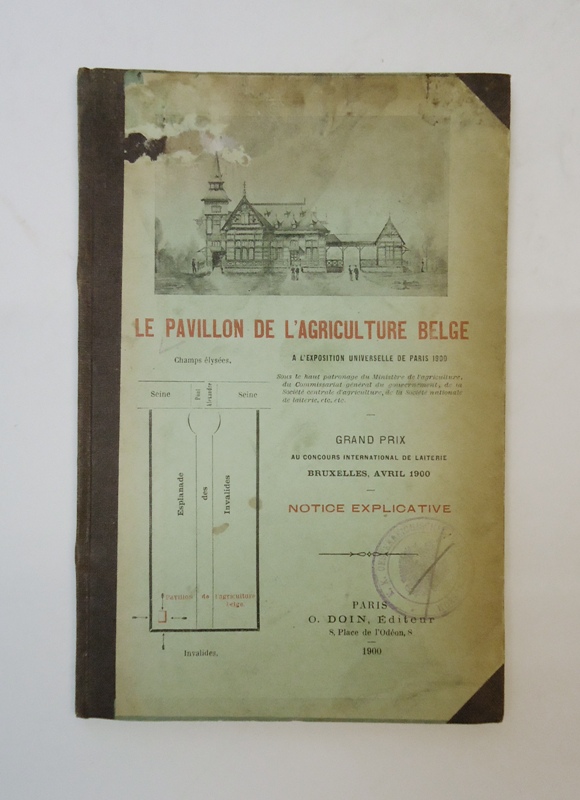 LE PAVILLON DE L'AGRICULTURE BELGE
A L'EXPOSITION UNIVERSELLE DE PARIS 1900
Sous le haut patronage du Ministère de l'agriculture,
du Commissariat général du gouvernement, de la
Société centrale d'agriculture, de la Société nationale
de laiterie, etc. etc.
GRAND PRIX
AU CONCOURS INTERNATIONAL DE LAITERIE
BRUXELLES, AVRIL 1900
NOTICE EXPLICATIVE
Champs élysées.
Seine
Pont
Seine
Esplanade
des
Invalides
Pavillon de l'agriculture
belge
Invalides.
PARIS
O. DOIN, Editeur
8, Place de l'Odéon, 8
1900